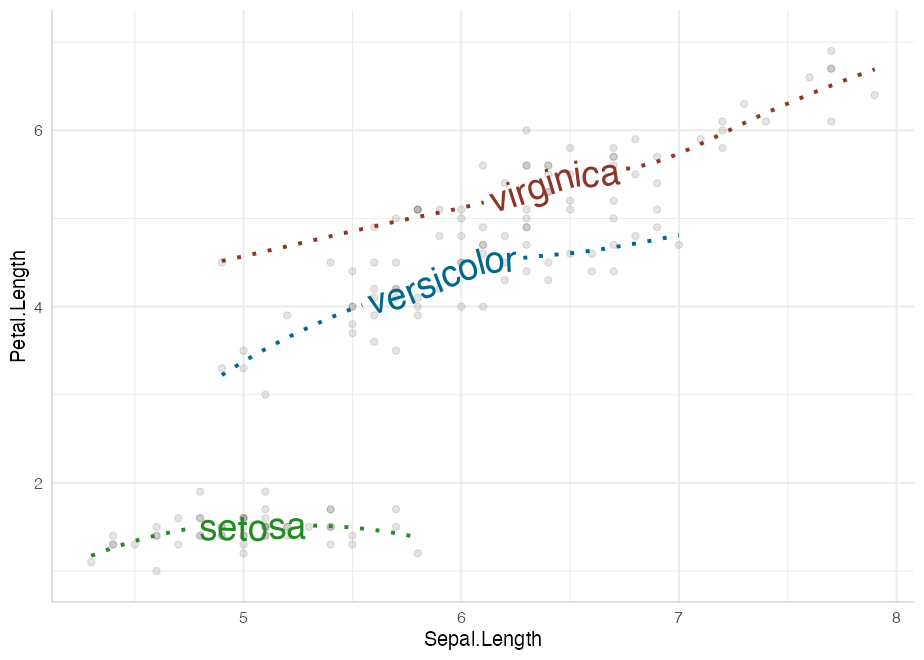 6
4
2
Petal.Length
virginica
versicolor
setosa
5 6 7 8
Sepal.Length